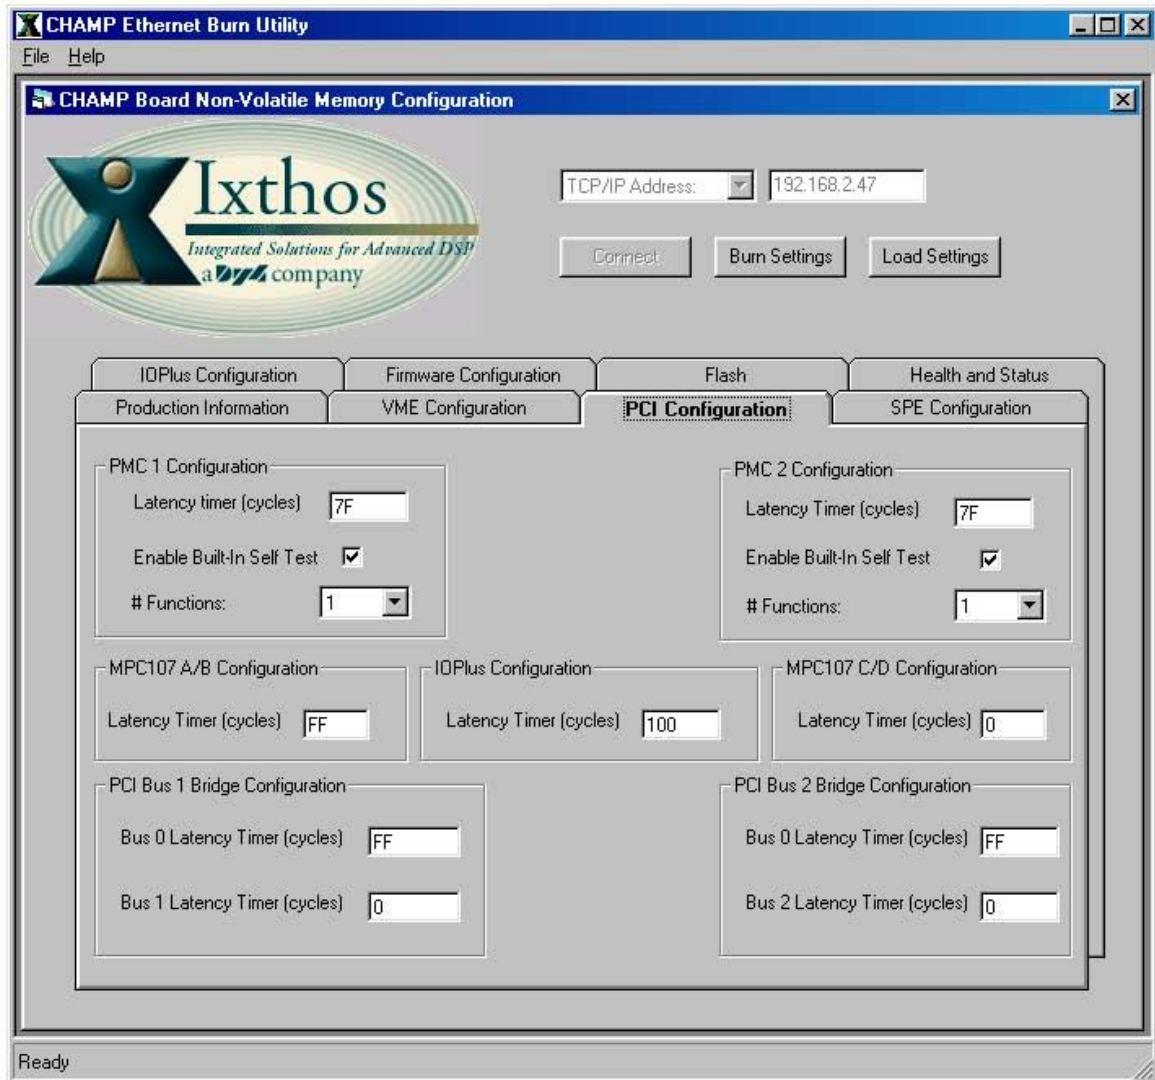 CHAMP Ethernet Burn Utility
File Help
CHAMP Board Non-Volatile Memory Configuration
Ixthos
Integrated Solutions for Advanced DSP
a DY4 company
TCP/IP Address: 192.168.2.47
Connect Burn Settings Load Settings
IOPlus Configuration Firmware Configuration Flash Health and Status
Production Information VME Configuration PCI Configuration SPE Configuration
PMC 1 Configuration
Latency timer (cycles) 7F
Enable Built-In Self Test
# Functions: 1
PMC 2 Configuration
Latency Timer (cycles) 7F
Enable Built-In Self Test
# Functions: 1
MPC107 A/B Configuration
Latency Timer (cycles) FF
IOPlus Configuration
Latency Timer (cycles) 100
MPC107 C/D Configuration
Latency Timer (cycles) 0
PCI Bus 1 Bridge Configuration
Bus 0 Latency Timer (cycles) FF
Bus 1 Latency Timer (cycles) 0
PCI Bus 2 Bridge Configuration
Bus 0 Latency Timer (cycles) FF
Bus 2 Latency Timer (cycles) 0
Ready